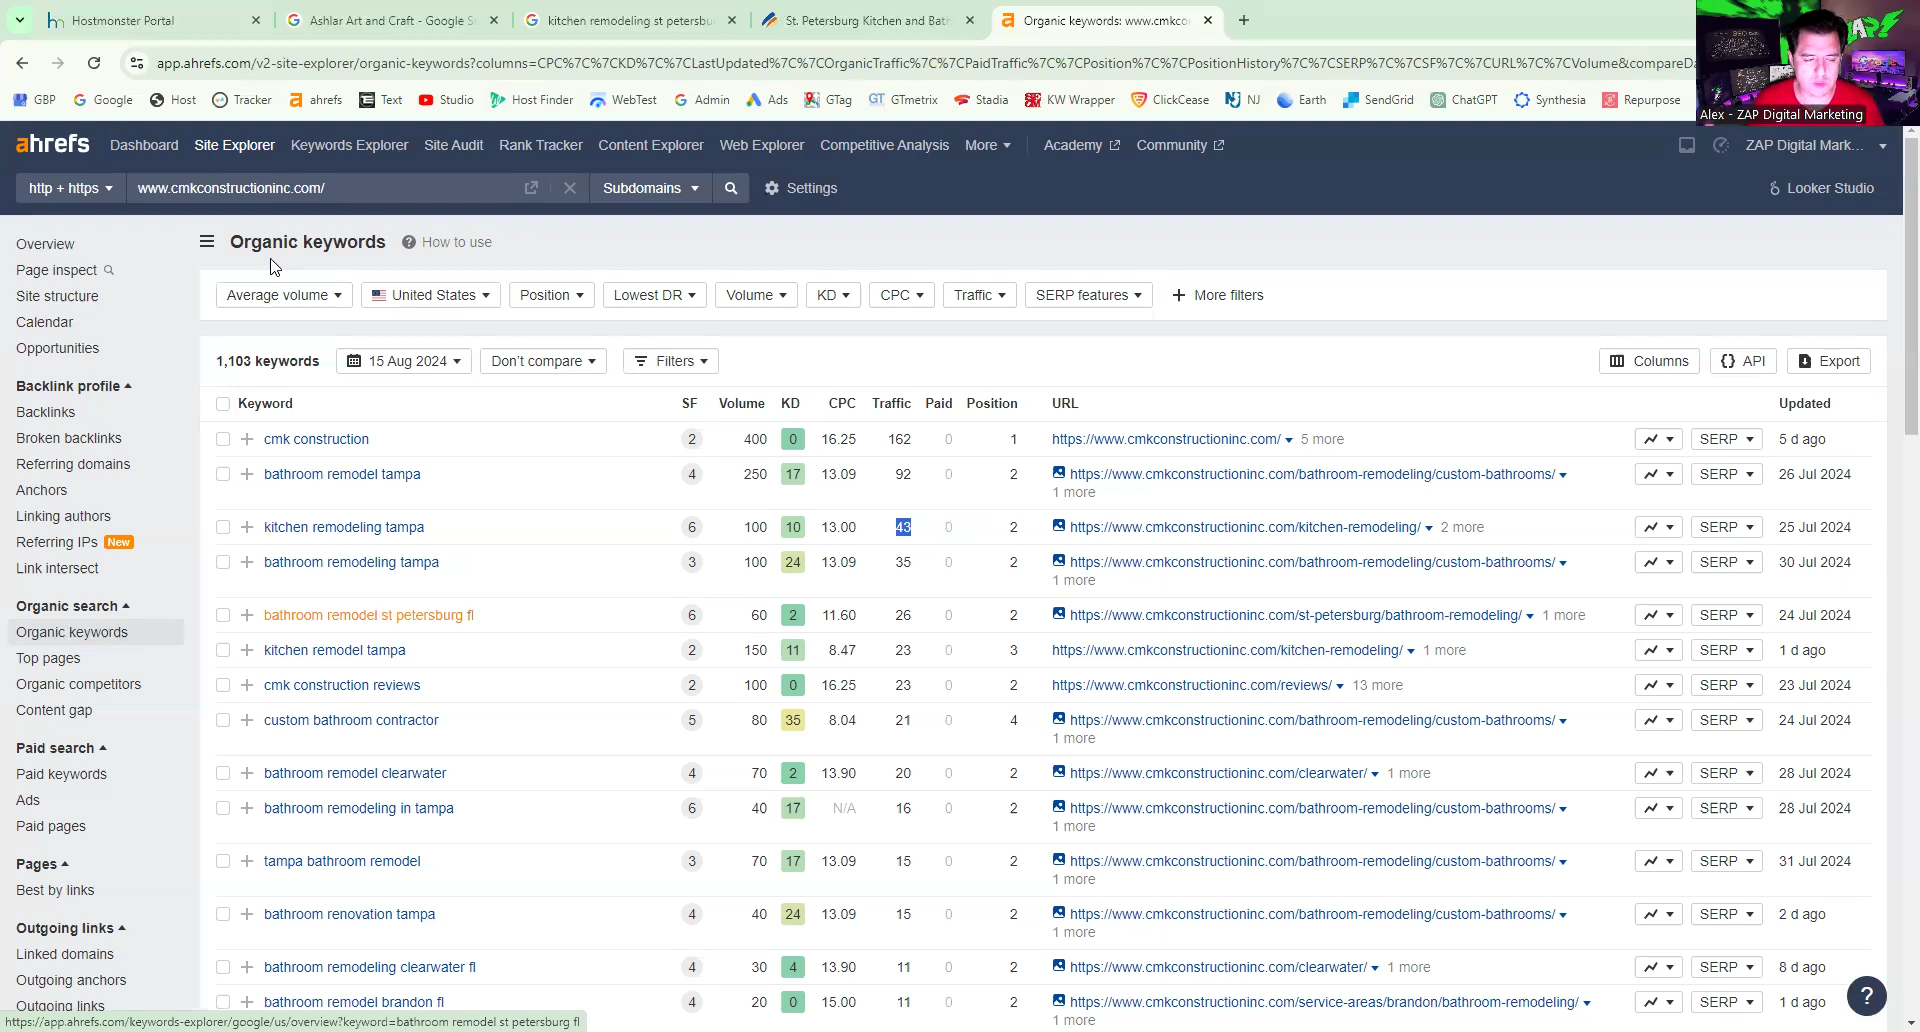 Hostmonster Portal
Ashlar Art and Craft - Google S
kitchen remodeling st petersbu
St. Petersburg Kitchen and Bat
Organic keywords: www.cmkco
app.ahrefs.com/v2-site-explorer/organic-keywords?columns=CPC%7C%7CKD%7C%7CLastUpdated%7C%7COrganicTraffic%7C%7CPaidTraffic%7C%7CPosition%7C%7CPositionHistory%7C%7CSERP%7C%7CSF%7C%7CURL%7C%7CVolume&compareDa
GBP Google Host Tracker ahrefs Text Studio Host Finder WebTest Admin Ads GTag GTmetrix Stadia KW Wrapper ClickCease NJ Earth SendGrid ChatGPT Synthesia Repurpose
Alex - ZAP Digital Marketing
ahrefs Dashboard Site Explorer Keywords Explorer Site Audit Rank Tracker Content Explorer Web Explorer Competitive Analysis More Academy Community ZAP Digital Mark...
http + https www.cmkconstructioninc.com/ Subdomains Settings Looker Studio
Overview
Page inspect
Site structure
Calendar
Opportunities
Backlink profile
Backlinks
Broken backlinks
Referring domains
Anchors
Linking authors
Referring IPs New
Link intersect
Organic search
Organic keywords
Top pages
Organic competitors
Content gap
Paid search
Paid keywords
Ads
Paid pages
Pages
Best by links
Outgoing links
Linked domains
Outgoing anchors
Outgoing links
Organic keywords ? How to use
Average volume United States Position Lowest DR Volume KD CPC Traffic SERP features + More filters
1,103 keywords 15 Aug 2024 Don't compare Filters Columns {} API Export
Keyword SF Volume KD CPC Traffic Paid Position URL Updated
cmk construction 2 400 0 16.25 162 0 1 https://www.cmkconstructioninc.com/ 5 more SERP 5 d ago
bathroom remodel tampa 4 250 17 13.09 92 0 2 https://www.cmkconstructioninc.com/bathroom-remodeling/custom-bathrooms/ SERP 26 Jul 2024
1 more
kitchen remodeling tampa 6 100 10 13.00 43 0 2 https://www.cmkconstructioninc.com/kitchen-remodeling/ 2 more SERP 25 Jul 2024
bathroom remodeling tampa 3 100 24 13.09 35 0 2 https://www.cmkconstructioninc.com/bathroom-remodeling/custom-bathrooms/ SERP 30 Jul 2024
1 more
bathroom remodel st petersburg fl 6 60 2 11.60 26 0 2 https://www.cmkconstructioninc.com/st-petersburg/bathroom-remodeling/ 1 more SERP 24 Jul 2024
kitchen remodel tampa 2 150 11 8.47 23 0 3 https://www.cmkconstructioninc.com/kitchen-remodeling/ 1 more SERP 1 d ago
cmk construction reviews 2 100 0 16.25 23 0 2 https://www.cmkconstructioninc.com/reviews/ 13 more SERP 23 Jul 2024
custom bathroom contractor 5 80 35 8.04 21 0 4 https://www.cmkconstructioninc.com/bathroom-remodeling/custom-bathrooms/ SERP 24 Jul 2024
1 more
bathroom remodel clearwater 4 70 2 13.90 20 0 2 https://www.cmkconstructioninc.com/clearwater/ 1 more SERP 28 Jul 2024
bathroom remodeling in tampa 6 40 17 N/A 16 0 2 https://www.cmkconstructioninc.com/bathroom-remodeling/custom-bathrooms/ SERP 28 Jul 2024
1 more
tampa bathroom remodel 3 70 17 13.09 15 0 2 https://www.cmkconstructioninc.com/bathroom-remodeling/custom-bathrooms/ SERP 31 Jul 2024
1 more
bathroom renovation tampa 4 40 24 13.09 15 0 2 https://www.cmkconstructioninc.com/bathroom-remodeling/custom-bathrooms/ SERP 2 d ago
1 more
bathroom remodeling clearwater fl 4 30 4 13.90 11 0 2 https://www.cmkconstructioninc.com/clearwater/ 1 more SERP 8 d ago
bathroom remodel brandon fl 4 20 0 15.00 11 0 2 https://www.cmkconstructioninc.com/service-areas/brandon/bathroom-remodeling/ SERP 1 d ago
1 more
https://app.ahrefs.com/keywords-explorer/google/us/overview?keyword=bathroom remodel st petersburg fl
?